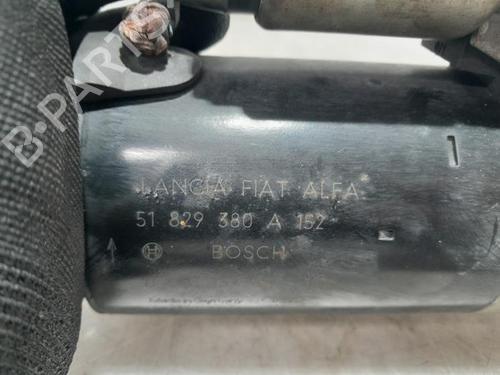 B-PARTS
LANCIA FIAT ALFA
51 829 380 A 152
BOSCH